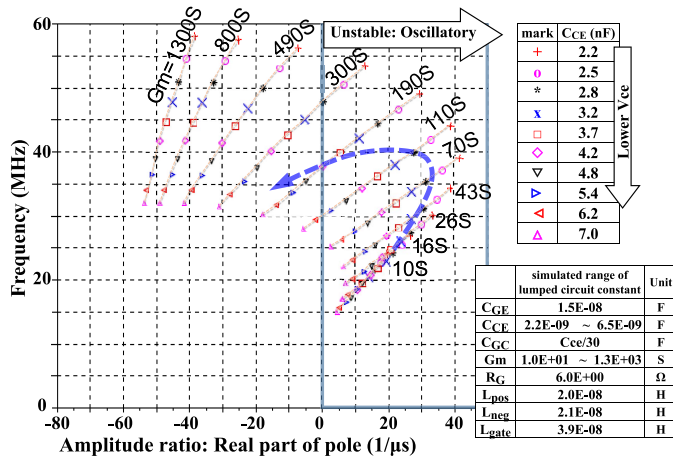 Unstable: Oscillatory
Gm=1300S
800S
490S
300S
190S
110S
70S
43S
26S
16S
10S
80
60
40
20
0
Frequency (MHz)
-80 -60 -40 -20 0 20 40
Amplitude ratio: Real part of pole (1/μs)
mark CCE (nF)
+ 2.2
o 2.5
* 2.8
x 3.2
□ 3.7
◇ 4.2
▼ 4.8
▷ 5.4
◁ 6.2
△ 7.0
Lower Vce
simulated range of lumped circuit constant Unit
CGE 1.5E-08 F
CCE 2.2E-09 ~ 6.5E-09 F
CGC Cce/30 F
Gm 1.0E+01 ~ 1.3E+03 S
RG 6.0E+00 Ω
Lpos 2.0E-08 H
Lneg 2.1E-08 H
Lgate 3.9E-08 H